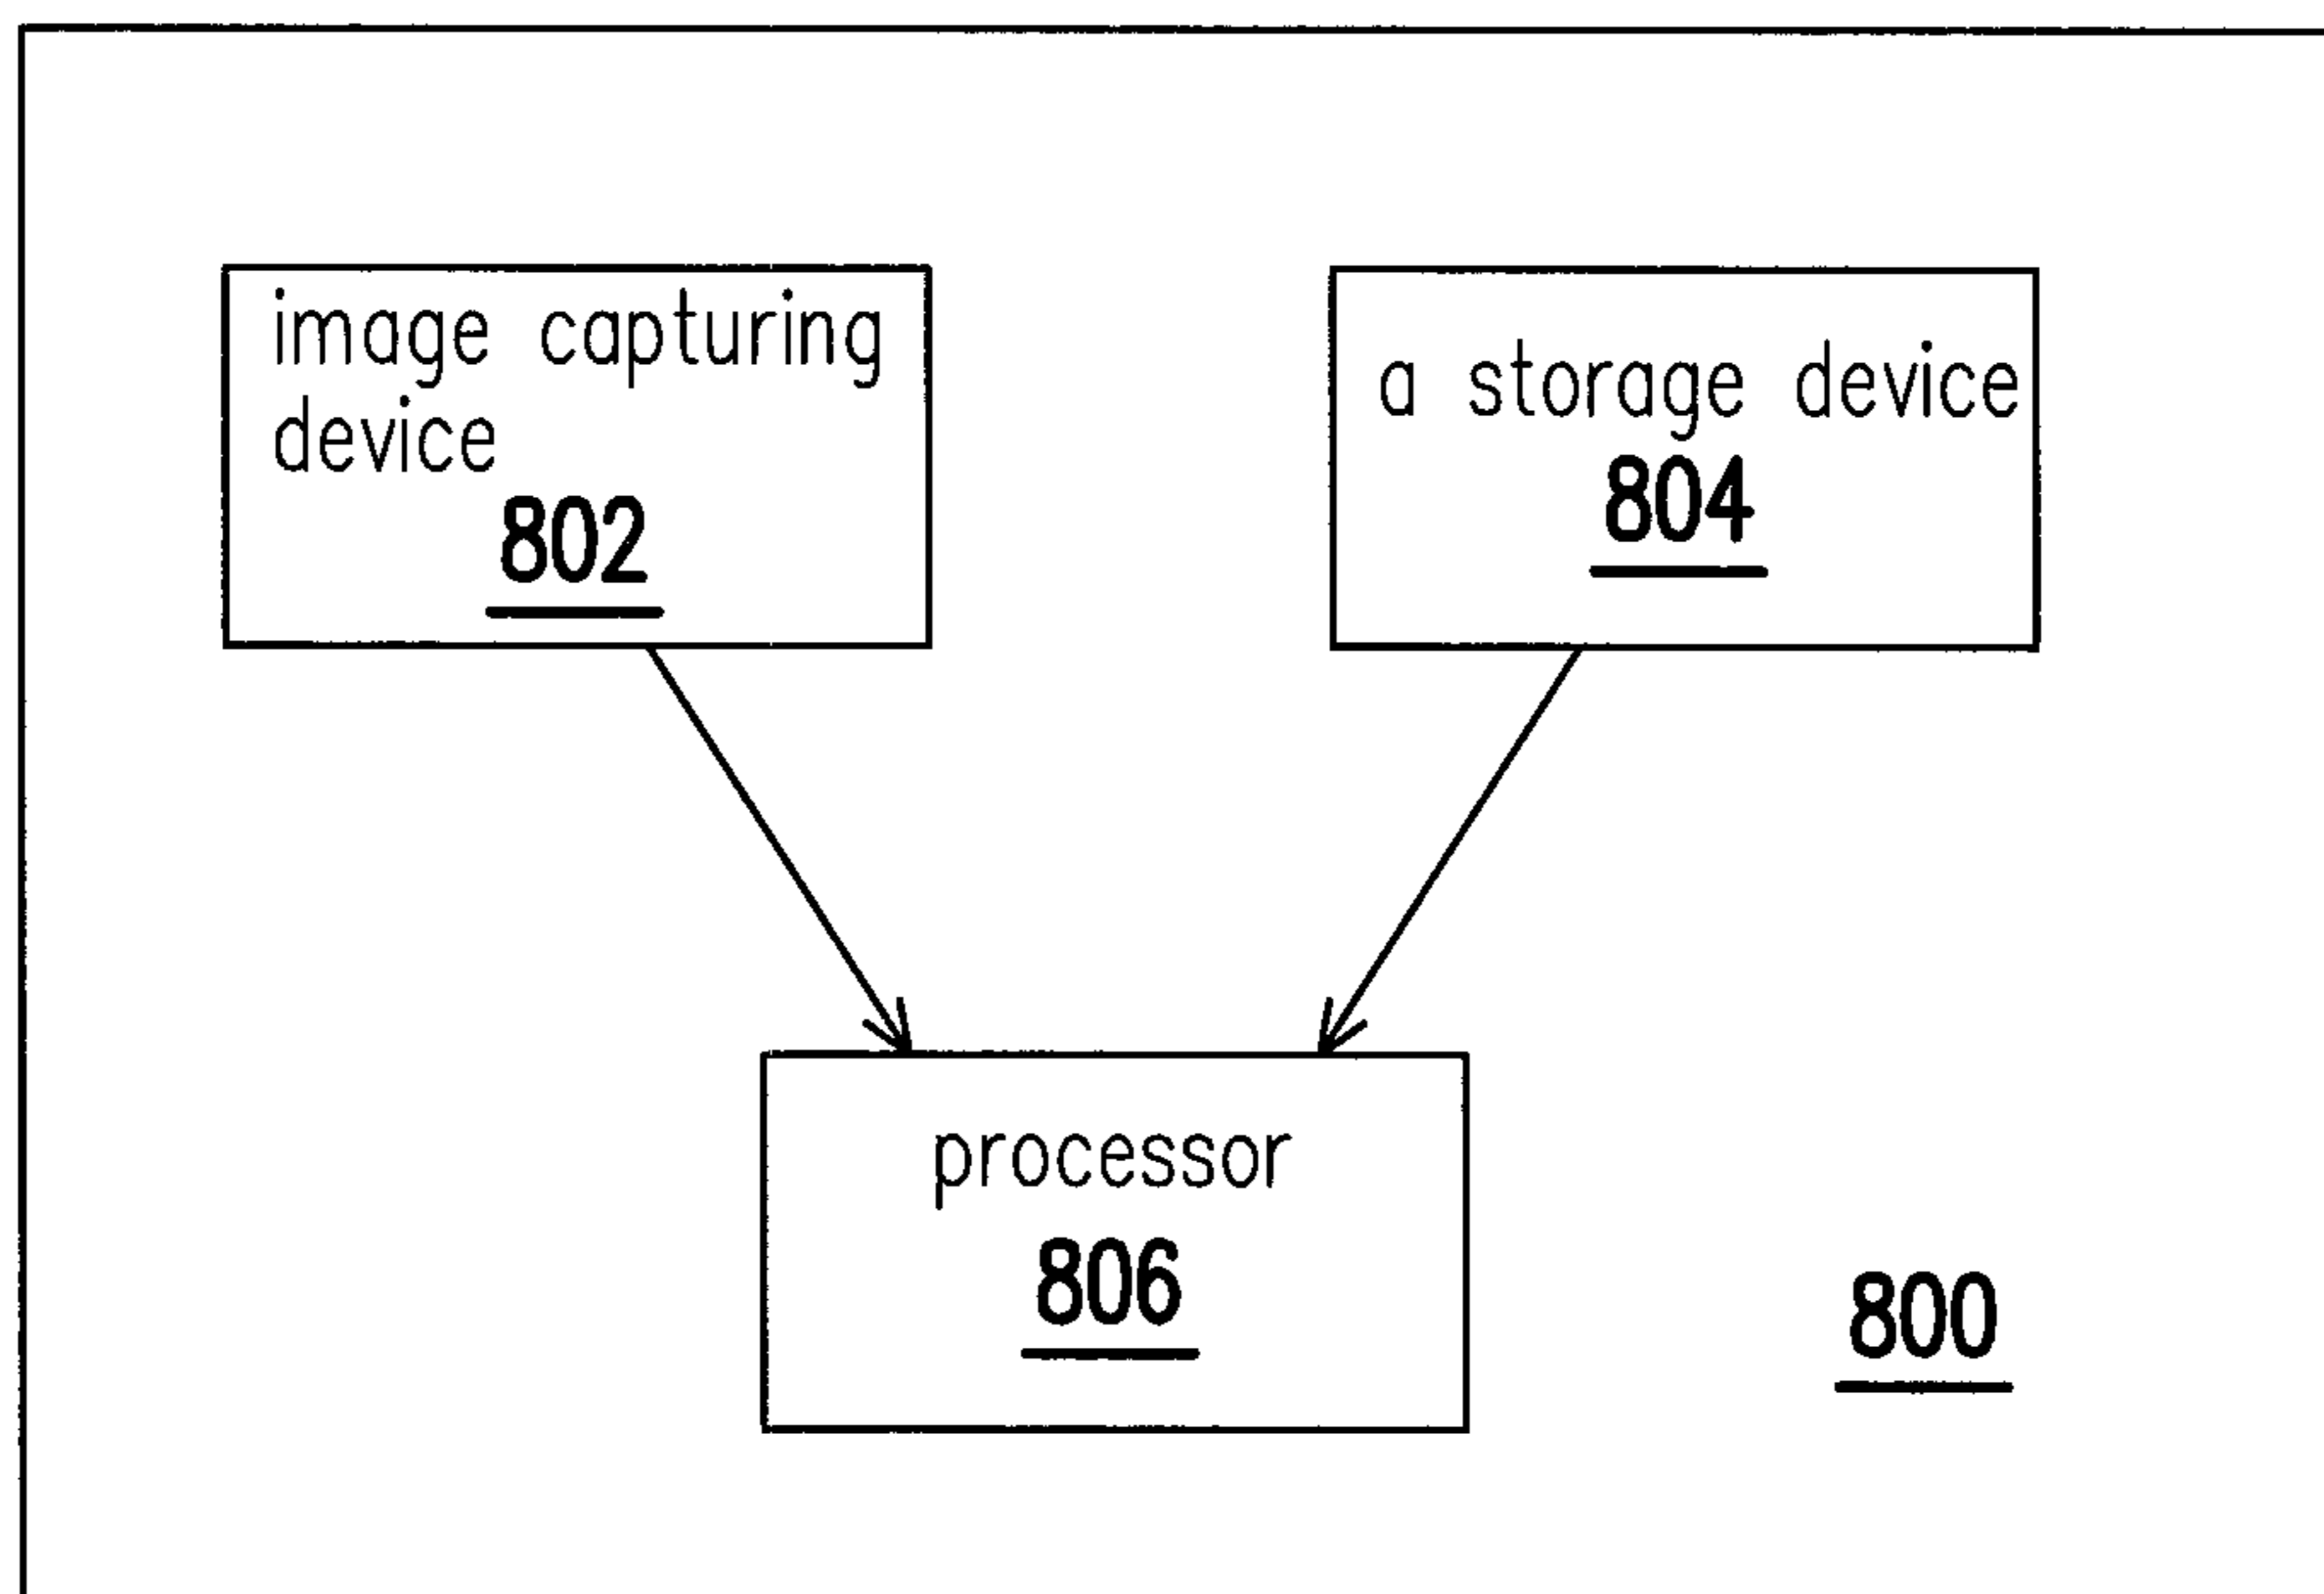 image capturing
device
802
a storage device
804
processor
806
800